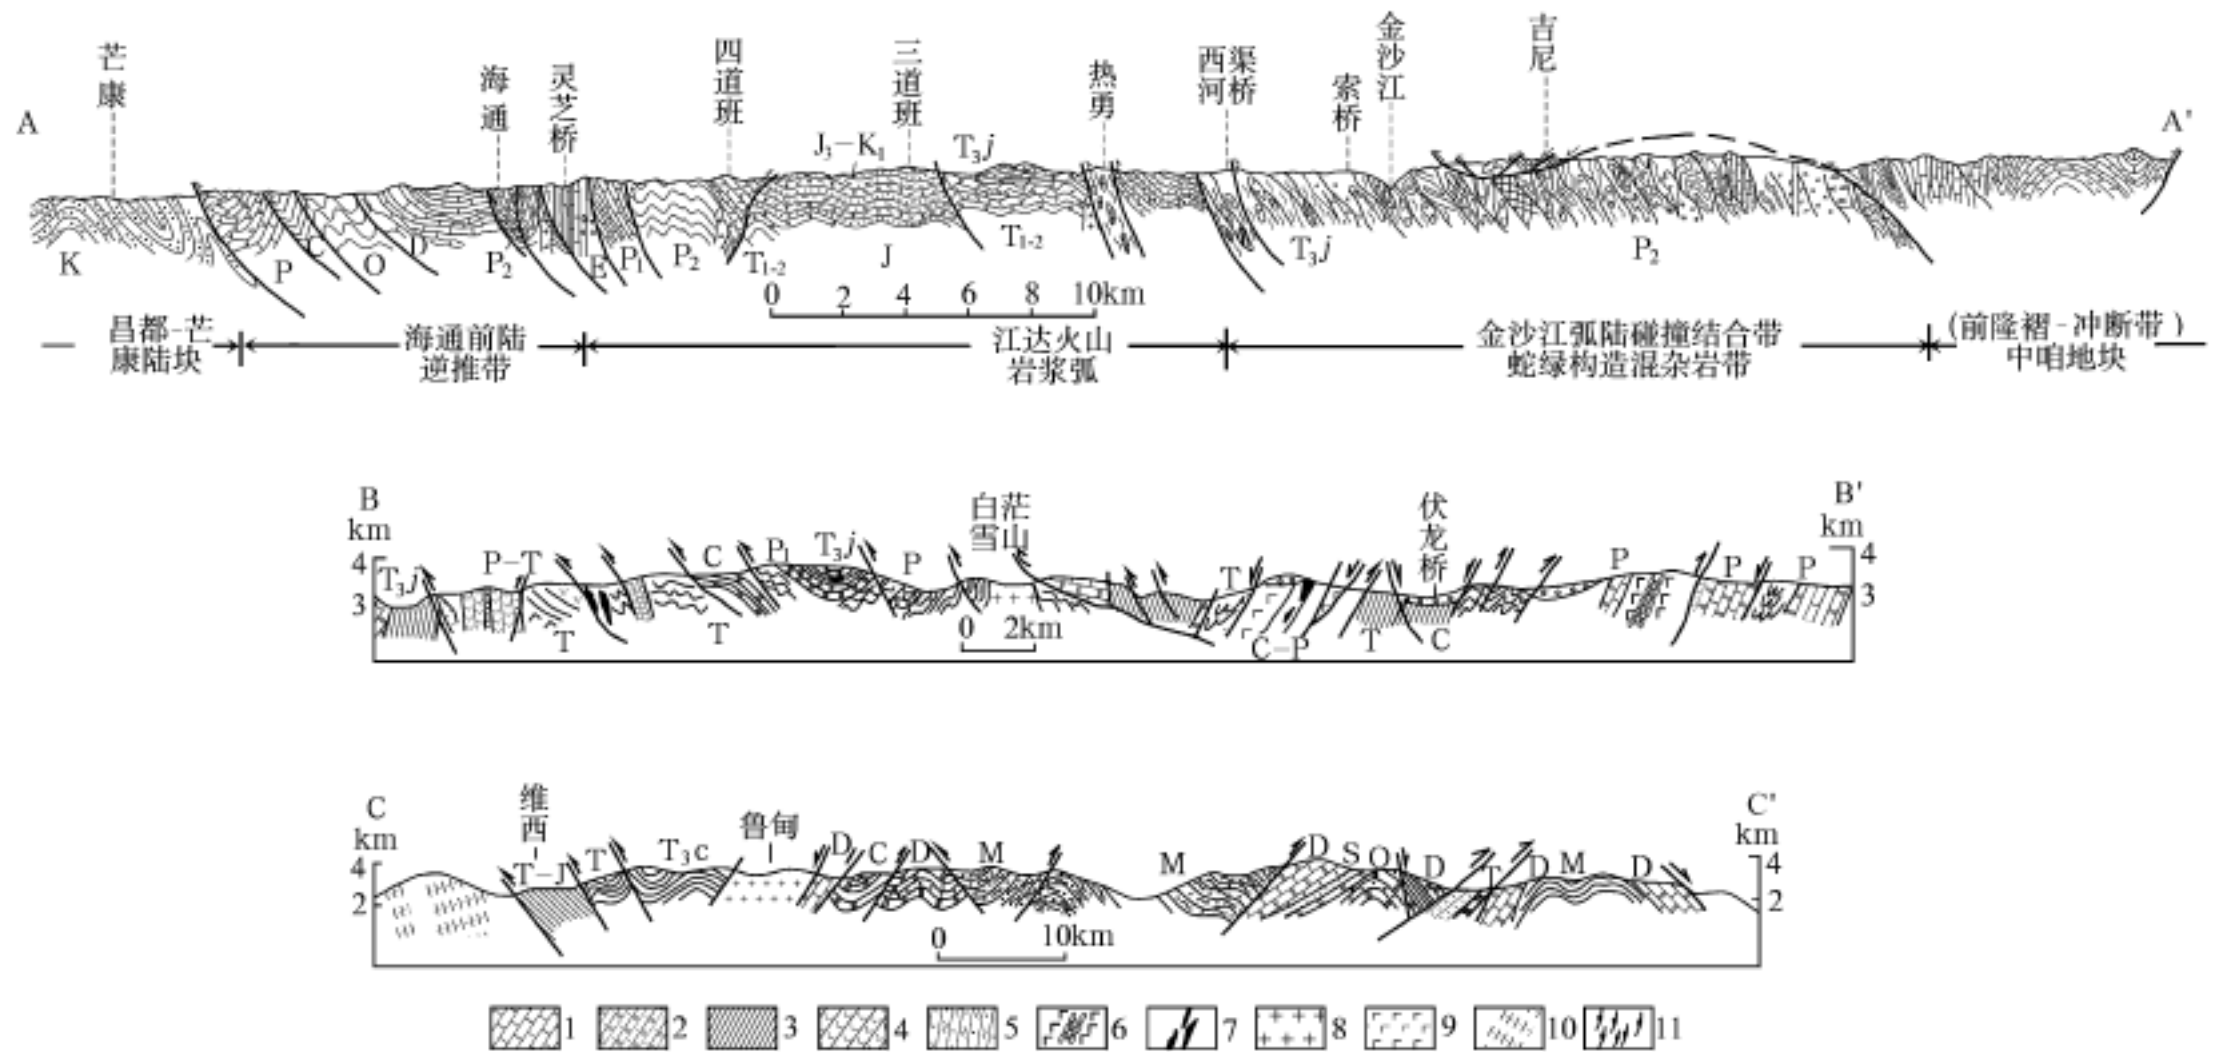 芒康
海通
灵芝桥
四道班
三道班
热勇
西河
渠桥
索桥
金沙江
吉尼
A
A'
J₃-K₁
T₃j
K
P
C
O
D
P₂
E
P₁
P₂
T₁₋₂
J
T₁₋₂
T₃j
P₂
0 2 4 6 8 10km
昌都-芒
康陆块
海通前陆
逆推带
江达火山
岩浆弧
金沙江弧陆碰撞结合带
蛇绿构造混杂岩带
(前隆褶-冲断带)
中咱地块
B
km
4
3
白茫
雪山
伏龙桥
B'
km
4
3
T₃j
P-T
C
P₁
T₃j
P
T
P
P
P
T
T
C-P
T
C
0 2km
C
km
4
2
维西
鲁甸
C'
km
4
2
T-J
T
T₃c
D
C
D
M
M
D
S
O
D
T
D
M
D
0 10km
1 2 3 4 5 6 7 8 9 10 11